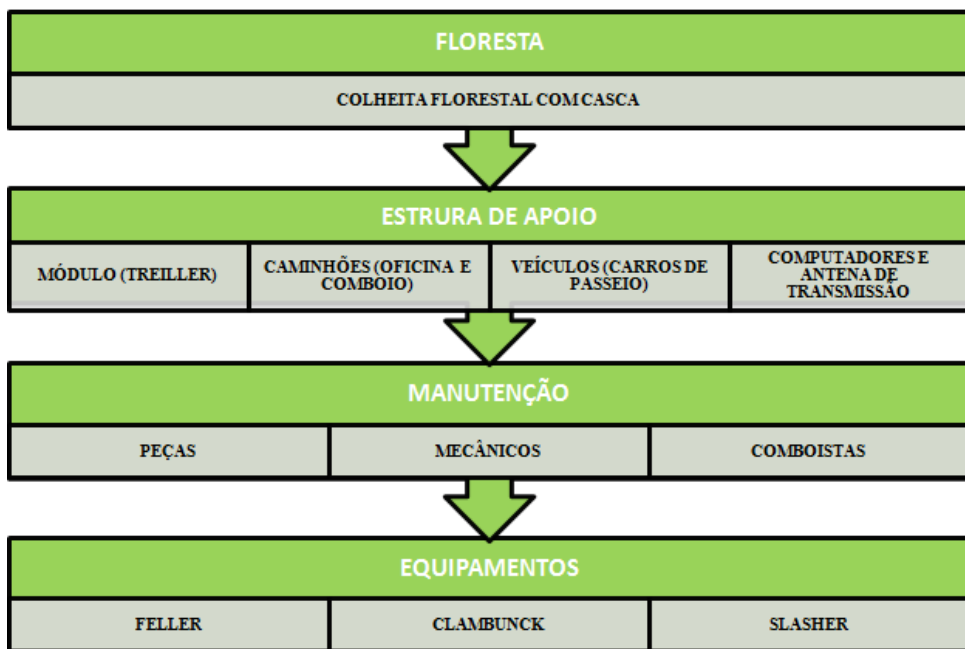 FLORESTA
COLHEITA FLORESTAL COM CASCA
ESTRURA DE APOIO
MÓDULO (TREILLER)
CAMINHÕES (OFICINA E
COMBOIO)
VEÍCULOS (CARROS DE
PASSEIO)
COMPUTADORES E
ANTENA DE
TRANSMISSÃO
MANUTENÇÃO
PEÇAS
MECÂNICOS
COMBOISTAS
EQUIPAMENTOS
FELLER
CLAMBUNCK
SLASHER